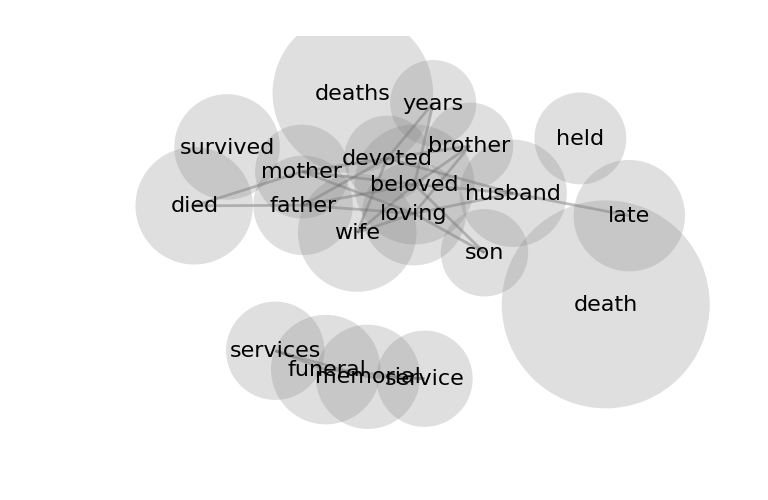 deaths
years
held
brother
survived
devoted
mother
beloved
husband
died
father
loving
late
wife
son
death
services
funeral
memorial
service